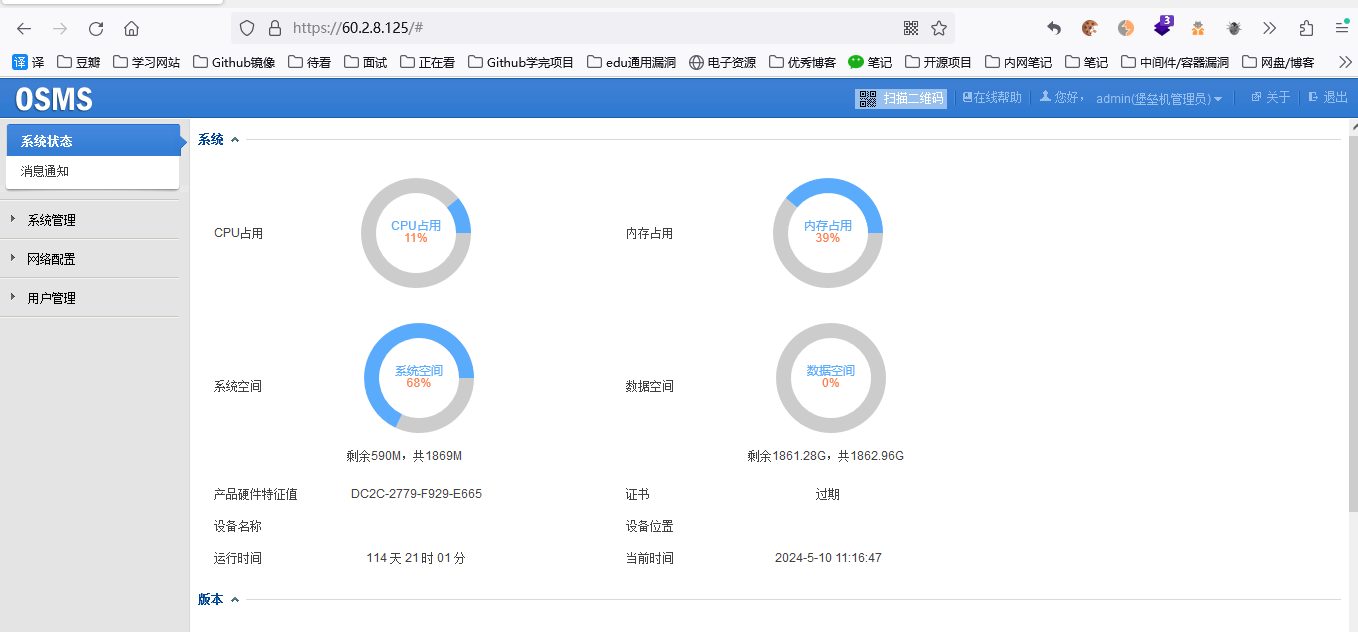 https://60.2.8.125/#
3
译 译 豆瓣 学习网站 Github镜像 待看 面试 正在看 Github学完项目 edu通用漏洞 电子资源 优秀博客 笔记 开源项目 内网笔记 笔记 中间件/容器漏洞 网盘/博客
OSMS 扫描二维码 在线帮助 您好， admin(堡垒机管理员) 关于 退出
系统状态
消息通知
系统管理
网络配置
用户管理
系统
CPU占用
CPU占用
11%
内存占用
内存占用
39%
系统空间
系统空间
68%
剩余590M，共1869M
数据空间
数据空间
0%
剩余1861.28G，共1862.96G
产品硬件特征值 DC2C-2779-F929-E665 证书 过期
设备名称 设备位置
运行时间 114 天 21 时 01 分 当前时间 2024-5-10 11:16:47
版本